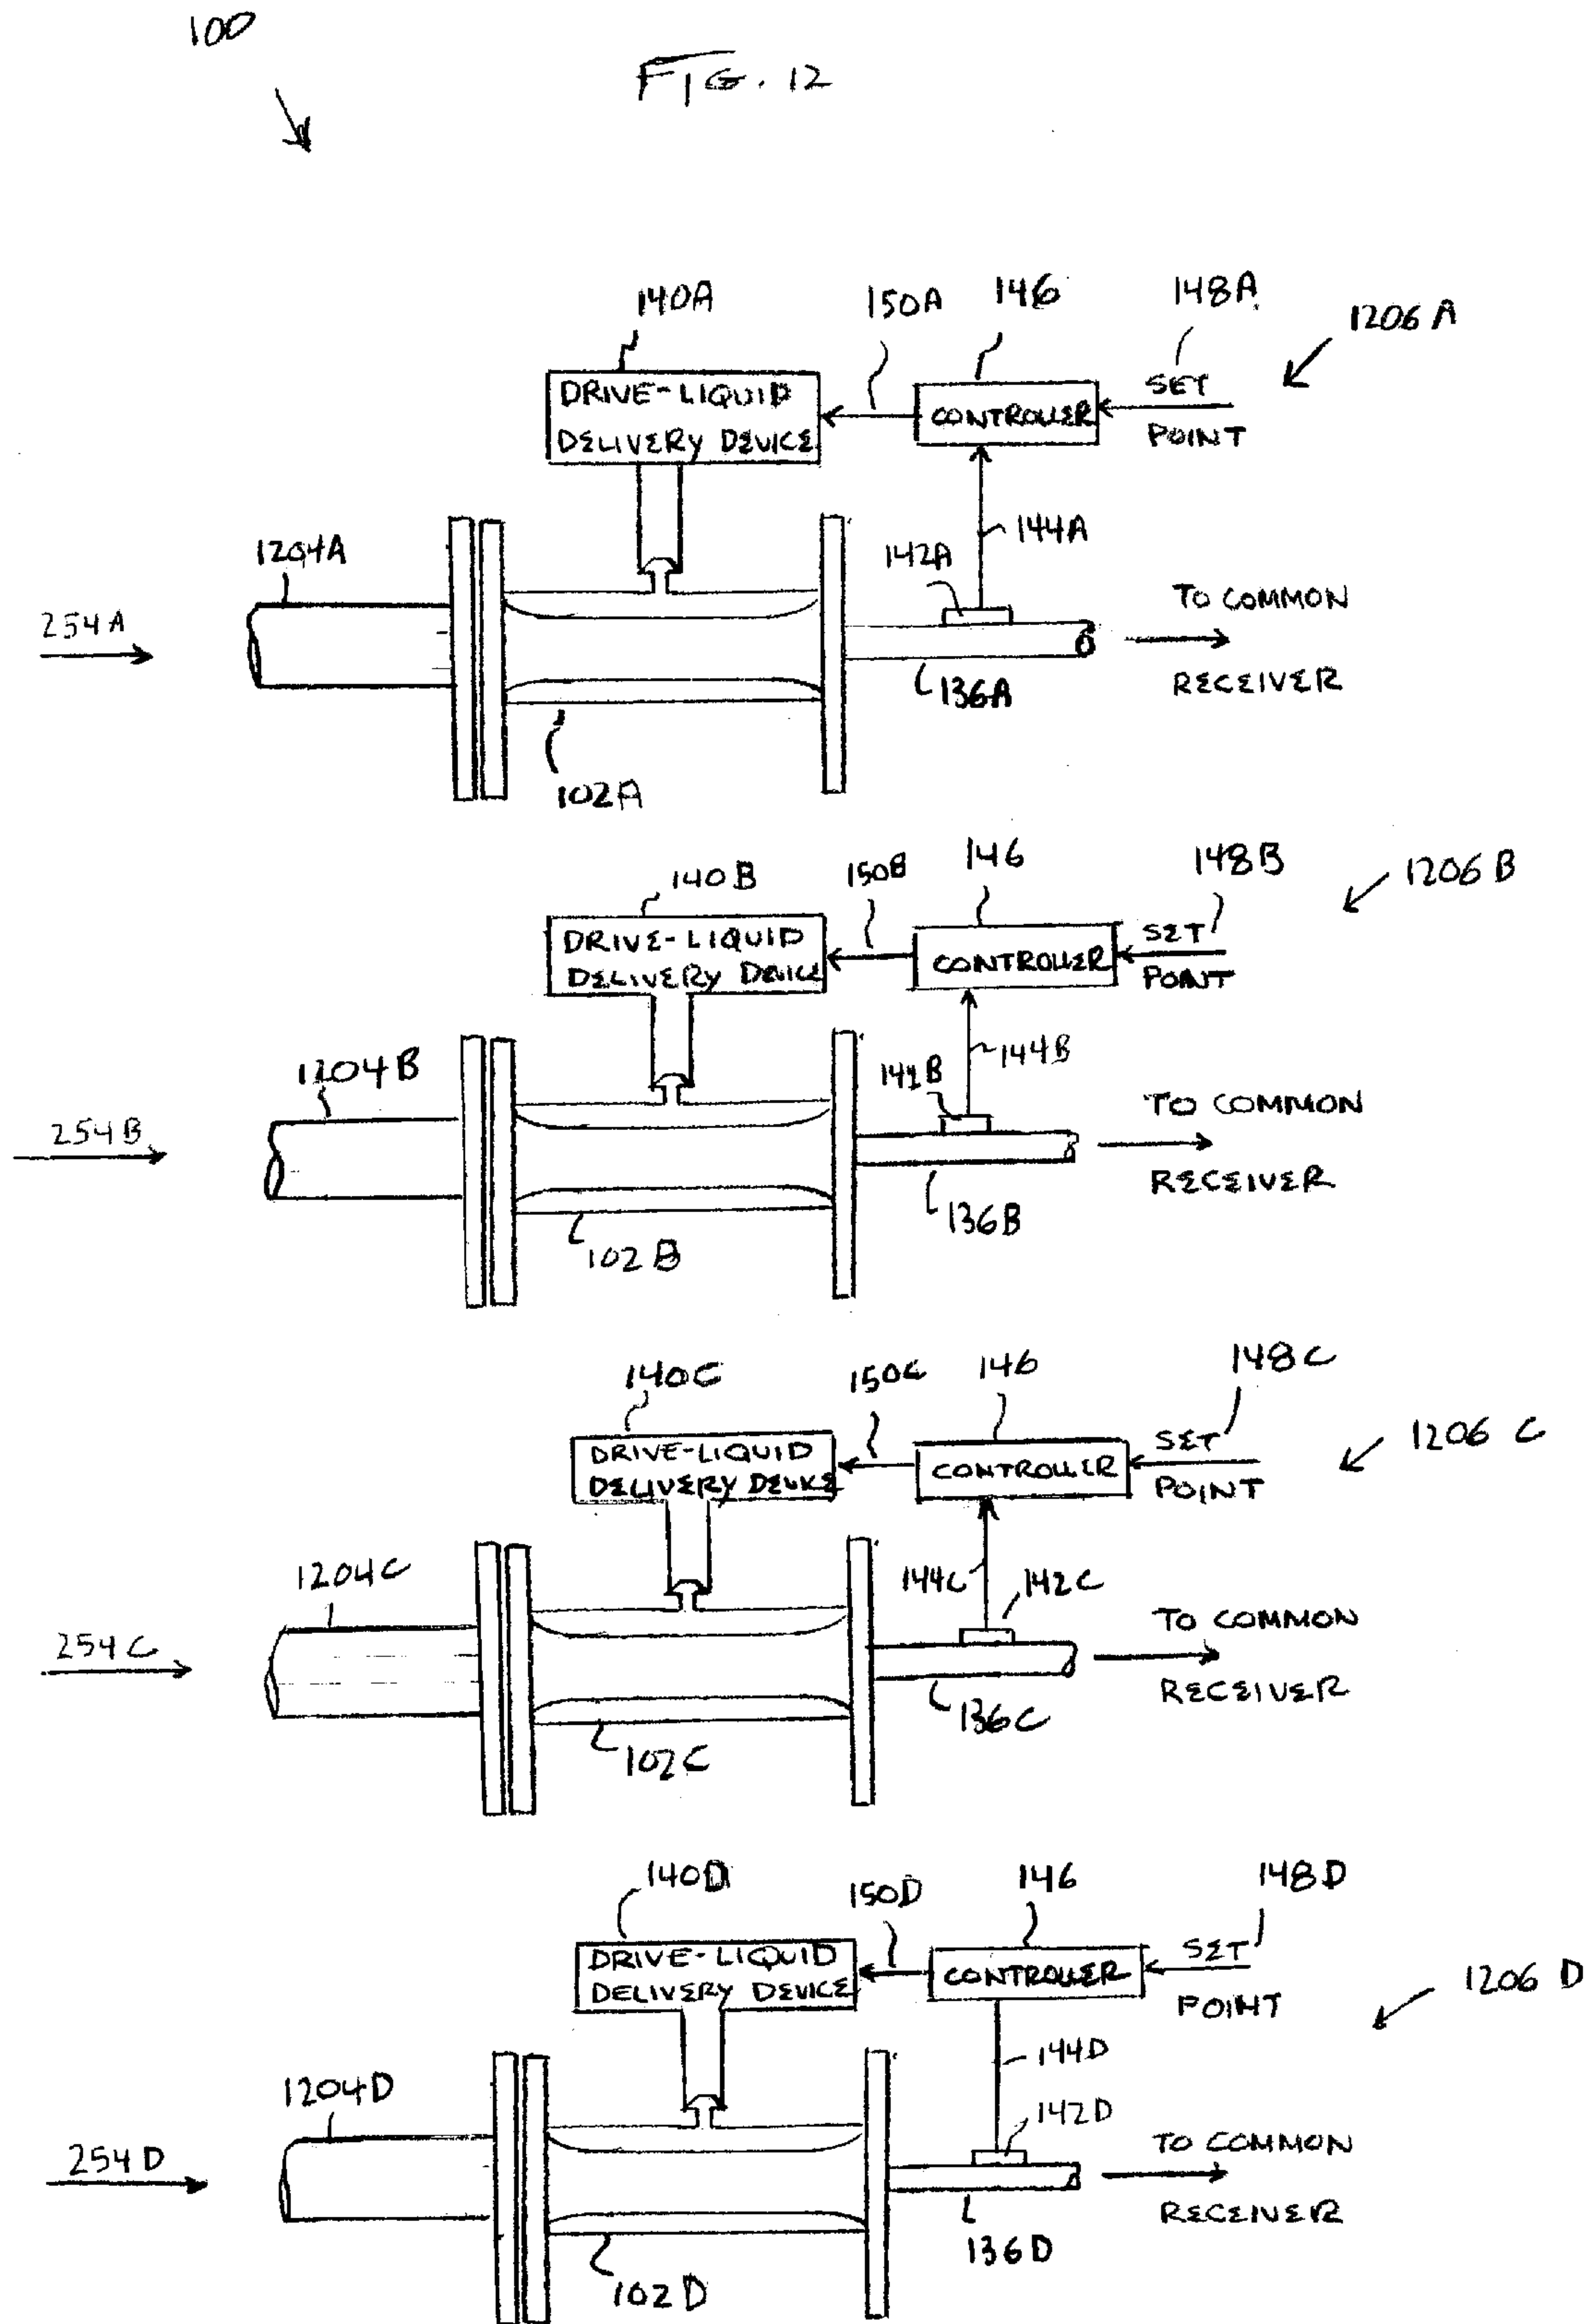 100
FIG. 12
140A
150A
146
148A
1206A
DRIVE-LIQUID
DELIVERY DEVICE
CONTROLLER
SET
POINT
1204A
142A
144A
254A
TO COMMON
RECEIVER
136A
102A
140B
150B
146
148B
1206B
DRIVE-LIQUID
DELIVERY DEVICE
CONTROLLER
SET
POINT
1204B
142B
144B
254B
TO COMMON
RECEIVER
136B
102B
140C
150C
146
148C
1206C
DRIVE-LIQUID
DELIVERY DEVICE
CONTROLLER
SET
POINT
1204C
144C
142C
254C
TO COMMON
RECEIVER
136C
102C
140D
150D
146
148D
1206D
DRIVE-LIQUID
DELIVERY DEVICE
CONTROLLER
SET
POINT
1204D
144D
142D
254D
TO COMMON
RECEIVER
136D
102D